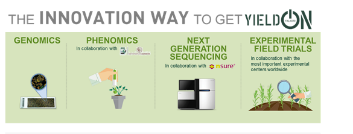 THE INNOVATION WAY TO GET YIELDON
GENOMICS
PHENOMICS
In collaboration with
NEXT
GENERATION
SEQUENCING
In collaboration with
EXPERIMENTAL
FIELD TRIALS
In collaboration with the
most important experimental
centers worldwide